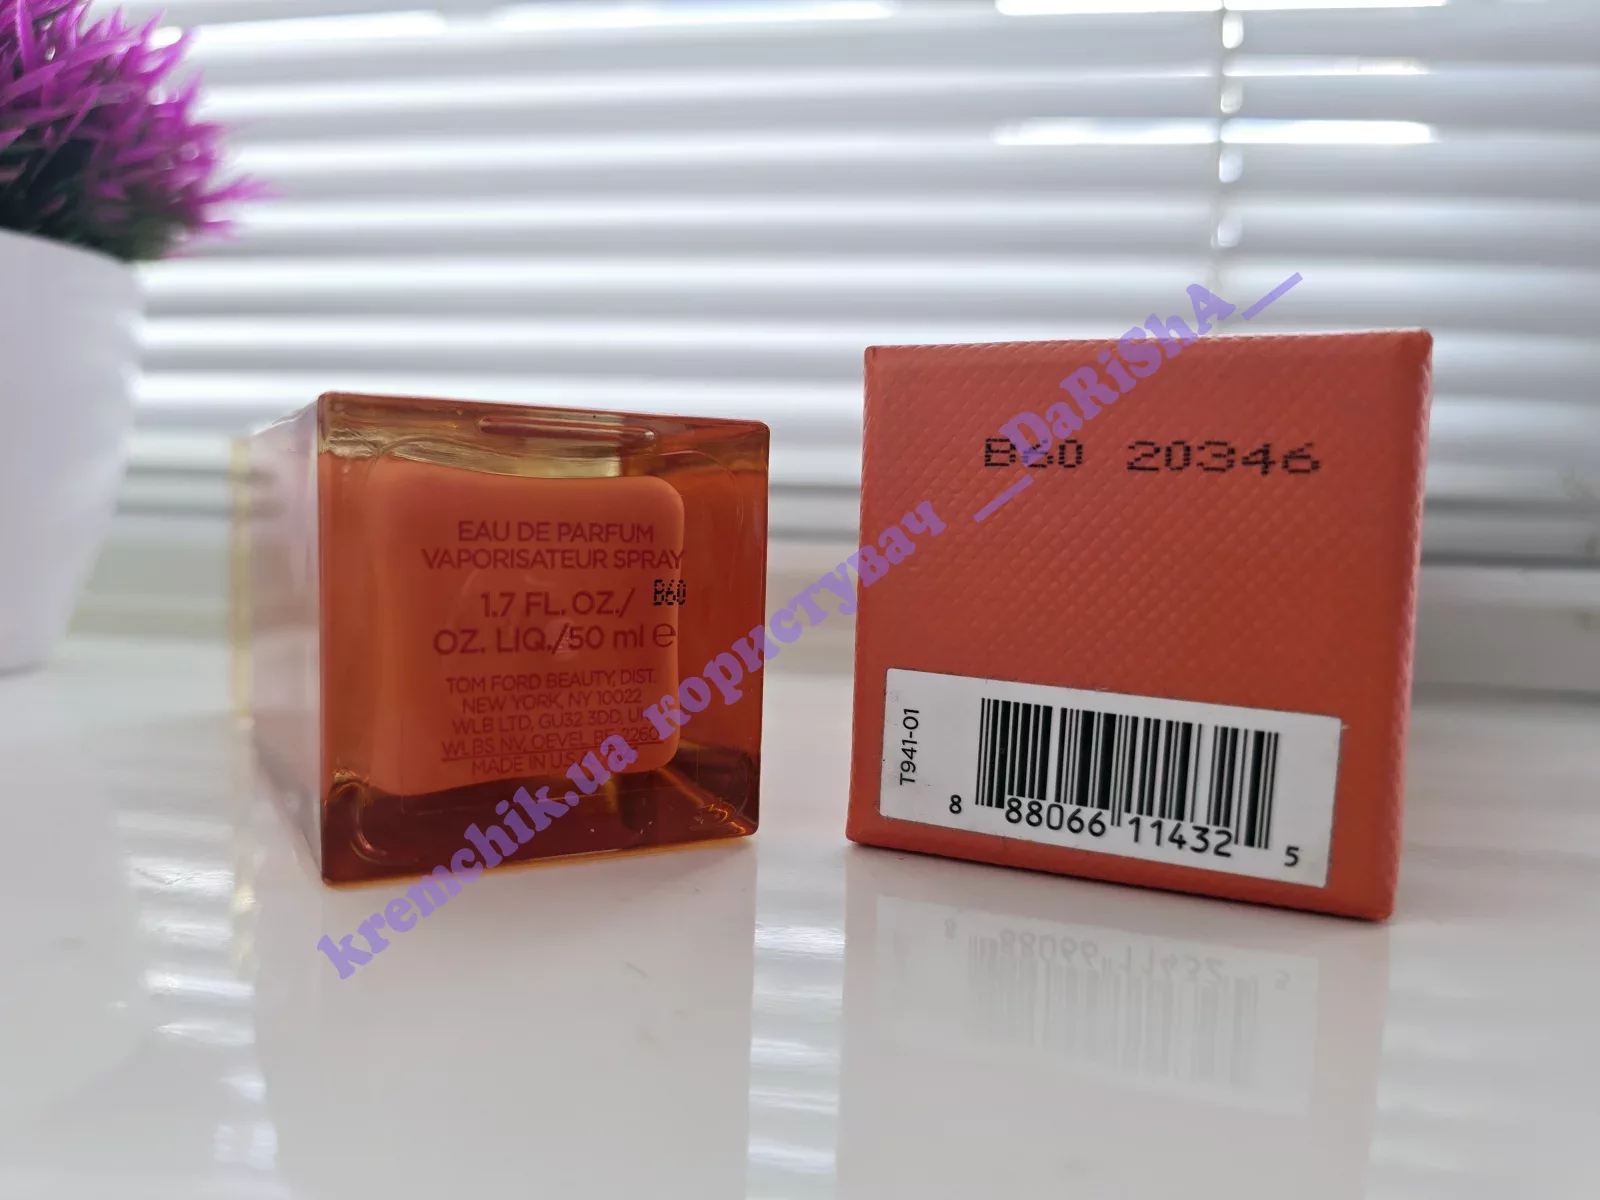 EAU DE PARFUM
VAPORISATEUR SPRAY
1.7 FL. OZ./
B60
OZ. LIQ./50 ml e
TOM FORD BEAUTY, DIST.
NEW YORK, NY 10022
WLB LTD, GU32 3DD,
WLBS NV, OEVEL
MADE IN
B60 20346
T941-01
8 88066 11432 5
kremchik.ua користувач __DaRiShA__